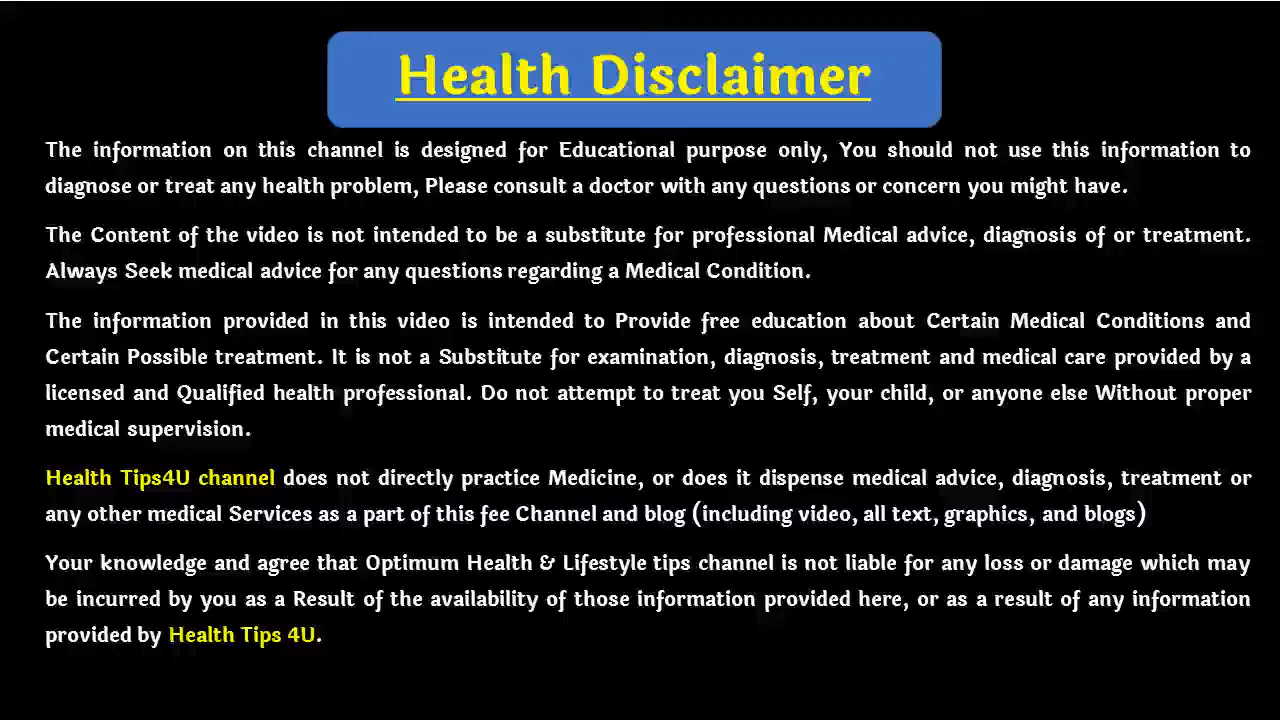 Health Disclaimer
The information on this channel is designed for Educational purpose only, You should not use this information to
diagnose or treat any health problem, Please consult a doctor with any questions or concern you might have.
The Content of the video is not intended to be a substitute for professional Medical advice, diagnosis of or treatment.
Always Seek medical advice for any questions regarding a Medical Condition.
The information provided in this video is intended to Provide free education about Certain Medical Conditions and
Certain Possible treatment. It is not a Substitute for examination, diagnosis, treatment and medical care provided by a
licensed and Qualified health professional. Do not attempt to treat you Self, your child, or anyone else Without proper
medical supervision.
Health Tips4U channel does not directly practice Medicine, or does it dispense medical advice, diagnosis, treatment or
any other medical Services as a part of this fee Channel and blog (including video, all text, graphics, and blogs)
Your knowledge and agree that Optimum Health & Lifestyle tips channel is not liable for any loss or damage which may
be incurred by you as a Result of the availability of those information provided here, or as a result of any information
provided by Health Tips 4U.